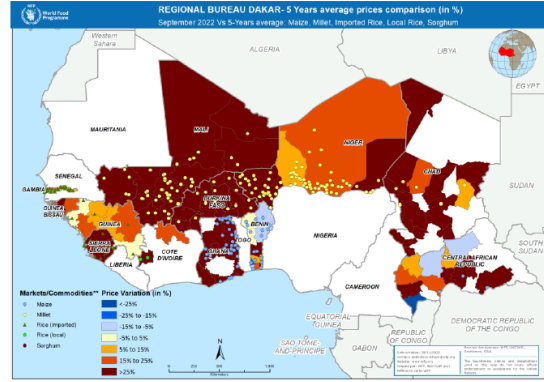 WFP
World Food
Programme
REGIONAL BUREAU DAKAR- 5 Years average prices comparison (in %)
September 2022 Vs 5-Years average: Maize, Millet, Imported Rice, Local Rice, Sorghum
Western
Sahara
ALGERIA
LIBYA
EGYPT
MAURITANIA
MALI
NIGER
SENEGAL
CHAD
GAMBIA
BURKINA
FASO
SUDAN
GUINEA
BISSAU
GUINEA
BENIN
SIERRA
LEONE
GHANA
TOGO
NIGERIA
COTE
D'IVOIRE
LIBERIA
CENTRAL AFRICAN
REPUBLIC
SOUTH
SUDAN
CAMEROON
EQUATORIAL
GUINEA
SAO TOME
AND-PRINCIPE
GABON
REPUBLIC OF
THE CONGO
DEMOCRATIC REPUBLIC OF
THE CONGO
Markets/Commodities** Price Variation (in %)
Maize <-25%
Millet -25% to -15%
Rice (imported) -15% to -5%
Rice (local) -5% to 5%
Sorghum 5% to 15%
15% to 25%
>25%
N